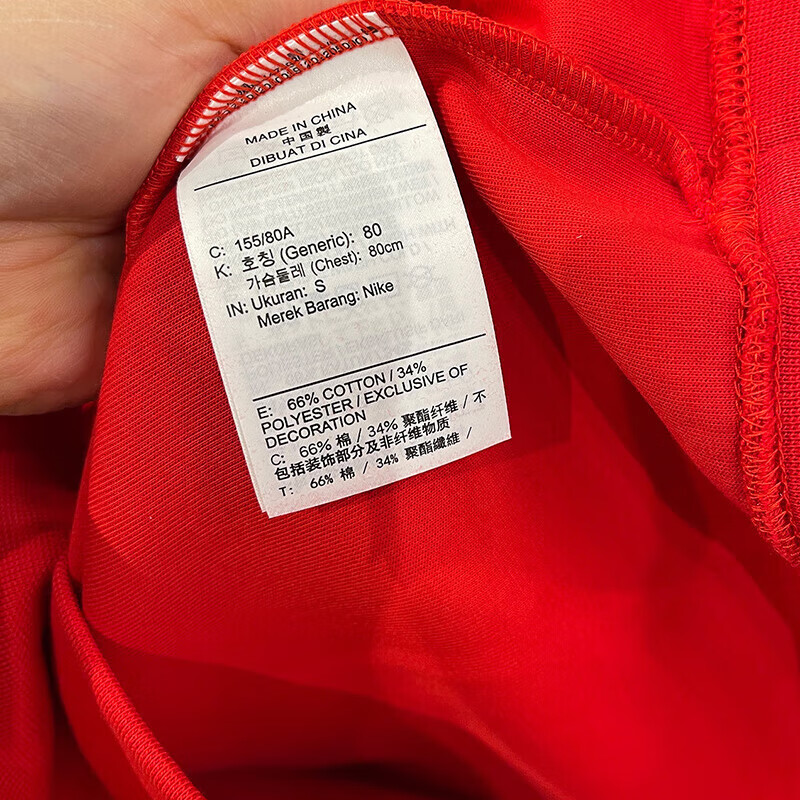 MADE IN CHINA
中国製
DIBUAT DI CINA
C: 155/80A
K: 호칭 (Generic): 80
가슴둘레 (Chest): 80cm
IN: Ukuran: S
Merek Barang: Nike
E: 66% COTTON / 34%
POLYESTER / EXCLUSIVE OF
DECORATION
C: 66% 棉 / 34% 聚酯纤维 / 不
包括装饰部分及非纤维物质
T: 66% 棉 / 34% 聚酯纖維 /